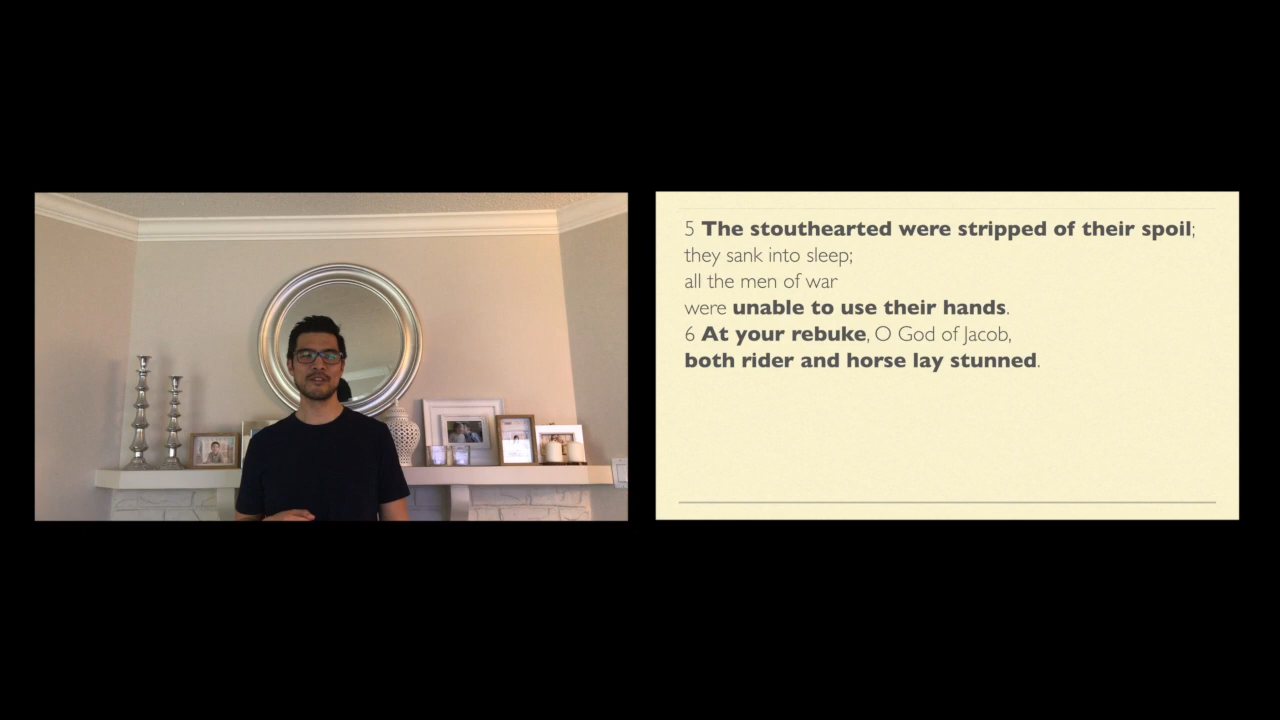 5 The stouthearted were stripped of their spoil;
they sank into sleep;
all the men of war
were unable to use their hands.
6 At your rebuke, O God of Jacob,
both rider and horse lay stunned.